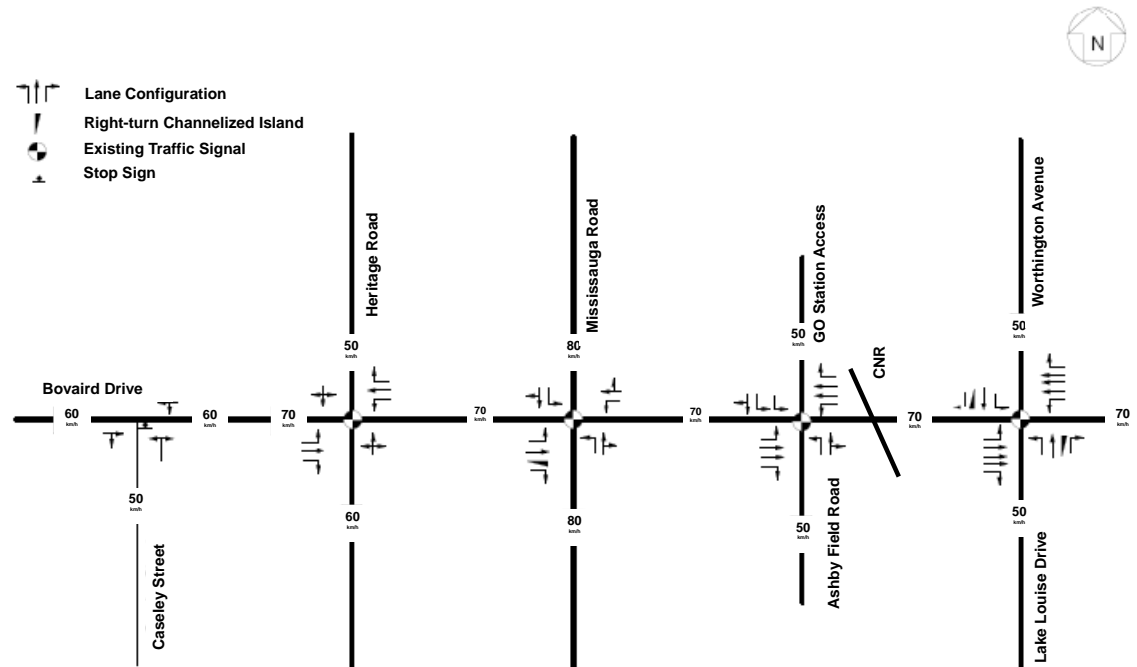 N
Lane Configuration
Right-turn Channelized Island
Existing Traffic Signal
Stop Sign
Heritage Road
Mississauga Road
GO Station Access
Worthington Avenue
50
km/h
80
km/h
50
km/h
50
km/h
CNR
Bovaird Drive
60
km/h
60
km/h
70
km/h
70
km/h
70
km/h
70
km/h
70
50
km/h
60
km/h
80
km/h
50
km/h
50
km/h
Caseley Street
Ashby Field Road
Lake Louise Drive